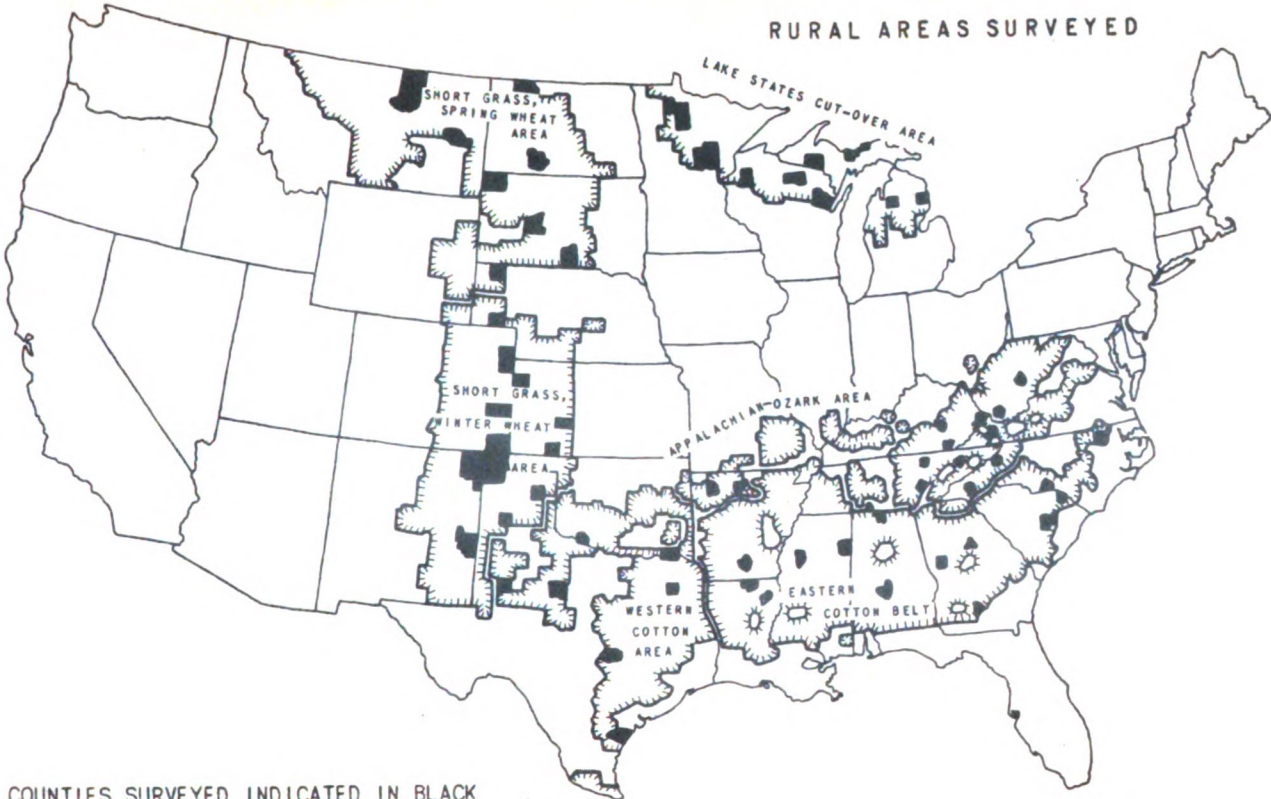 RURAL AREAS SURVEYED
LAKE STATES CUT-OVER AREA
SHORT GRASS,
SPRING WHEAT
AREA
SHORT GRASS,
WINTER WHEAT
AREA
APPALACHIAN-OZARK AREA
WESTERN
COTTON
AREA
EASTERN
COTTON BELT
COUNTIES SURVEYED INDICATED IN BLACK